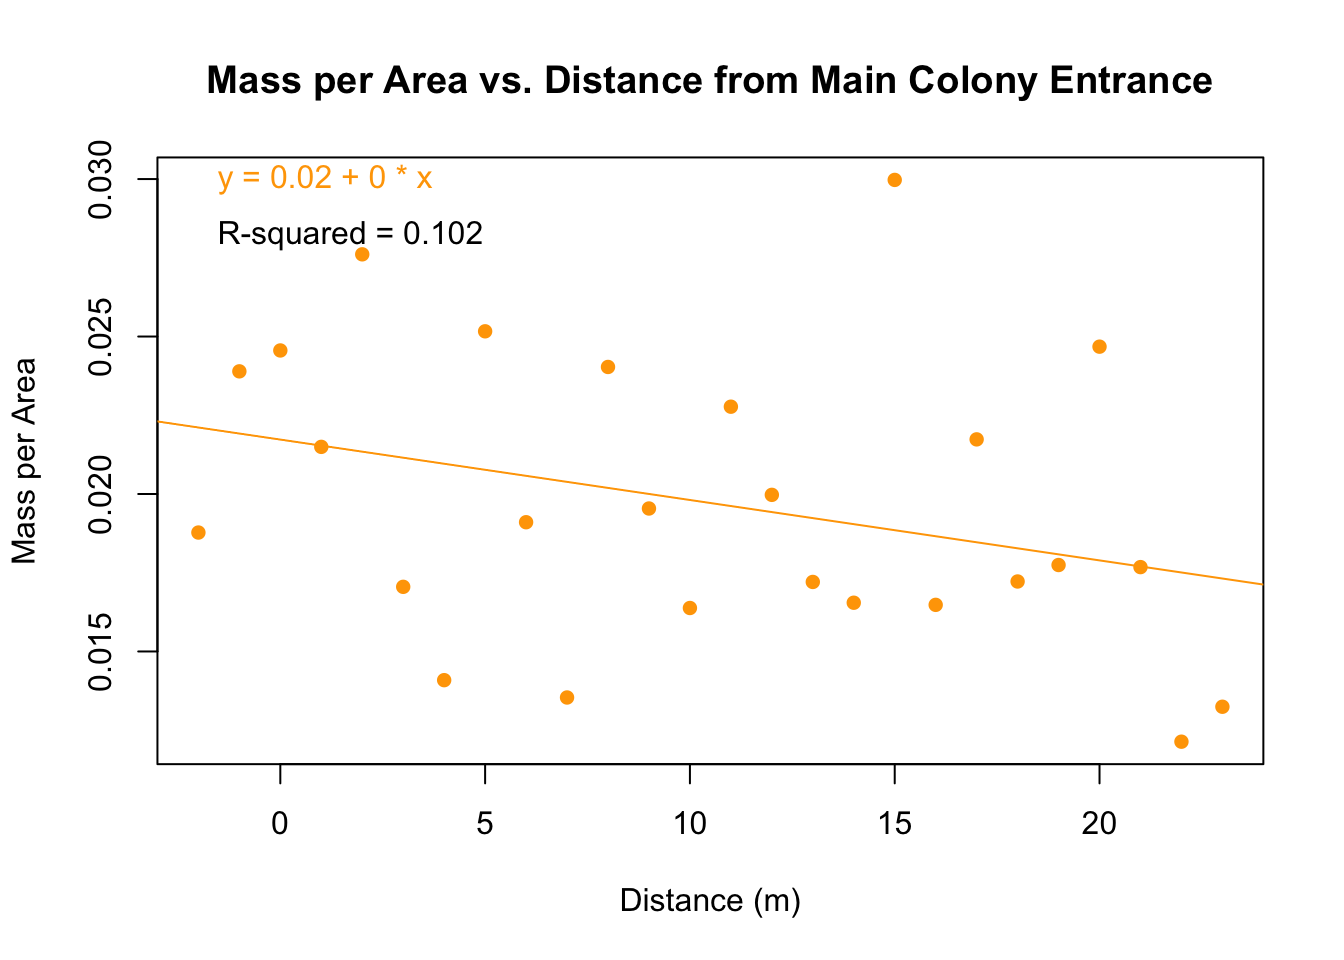 Mass per Area vs. Distance from Main Colony Entrance
y = 0.02 + 0 * x
R-squared = 0.102
Mass per Area
0.030
0.025
0.020
0.015
0 5 10 15 20
Distance (m)